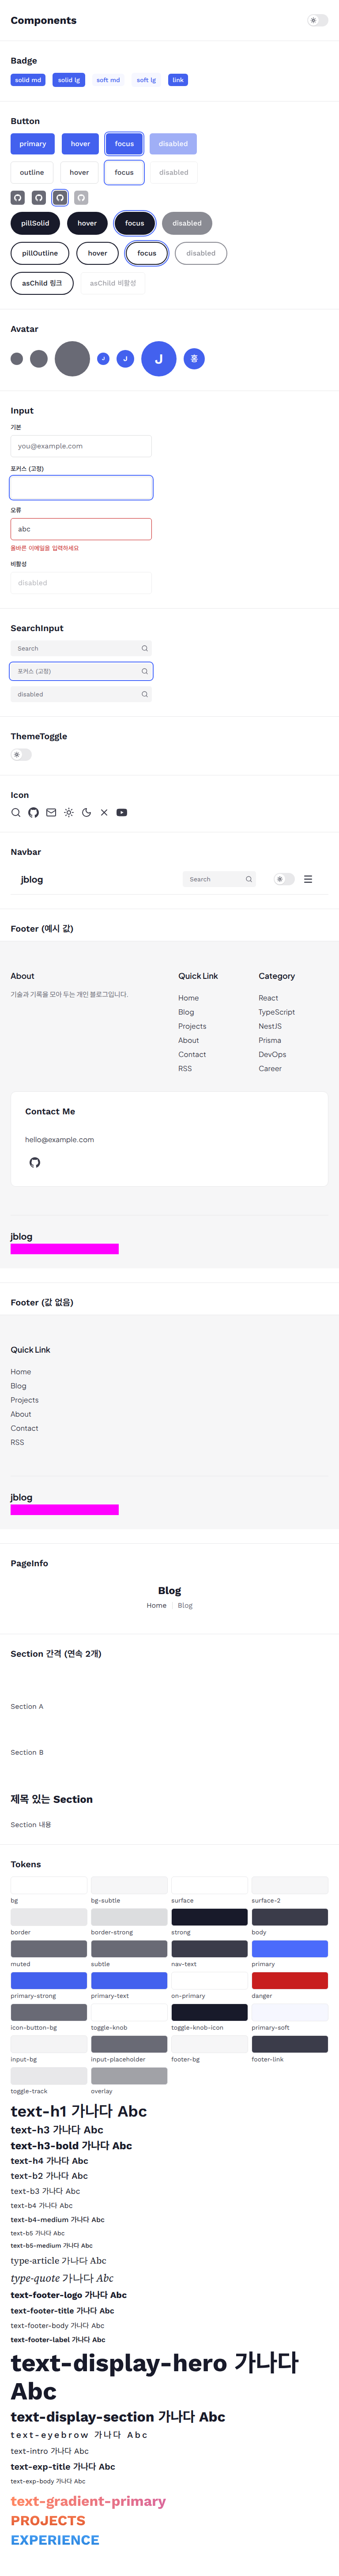 Components
Badge
solid md solid lg soft md soft lg link
Button
primary hover focus disabled
outline hover focus disabled
pillSolid hover focus disabled
pillOutline hover focus disabled
asChild 링크 asChild 비활성
Avatar
J J J 홍
Input
기본
you@example.com
포커스 (고정)
오류
abc
올바른 이메일을 입력하세요
비활성
disabled
SearchInput
Search
포커스 (고정)
disabled
ThemeToggle
Icon
Navbar
jblog Search
Footer (예시 값)
About Quick Link Category
기술과 기록을 모아 두는 개인 블로그입니다.
Home React
Blog TypeScript
Projects NestJS
About Prisma
Contact DevOps
RSS Career
Contact Me
hello@example.com
jblog
Footer (값 없음)
Quick Link
Home
Blog
Projects
About
Contact
RSS
jblog
PageInfo
Blog
Home Blog
Section 간격 (연속 2개)
Section A
Section B
제목 있는 Section
Section 내용
Tokens
bg bg-subtle surface surface-2
border border-strong strong body
muted subtle nav-text primary
primary-strong primary-text on-primary danger
icon-button-bg toggle-knob toggle-knob-icon primary-soft
input-bg input-placeholder footer-bg footer-link
toggle-track overlay
text-h1 가나다 Abc
text-h3 가나다 Abc
text-h3-bold 가나다 Abc
text-h4 가나다 Abc
text-b2 가나다 Abc
text-b3 가나다 Abc
text-b4 가나다 Abc
text-b4-medium 가나다 Abc
text-b5 가나다 Abc
text-b5-medium 가나다 Abc
type-article 가나다 Abc
type-quote 가나다 Abc
text-footer-logo 가나다 Abc
text-footer-title 가나다 Abc
text-footer-body 가나다 Abc
text-footer-label 가나다 Abc
text-display-hero 가나다
Abc
text-display-section 가나다 Abc
text-eyebrow 가나다 Abc
text-intro 가나다 Abc
text-exp-title 가나다 Abc
text-exp-body 가나다 Abc
text-gradient-primary
PROJECTS
EXPERIENCE